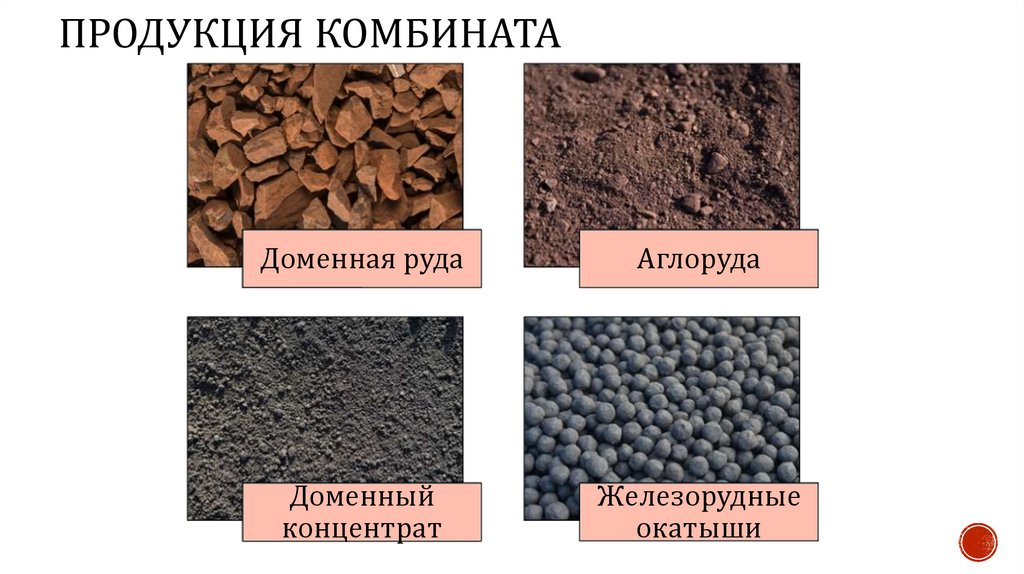 ПРОДУКЦИЯ КОМБИНАТА
Доменная руда
Аглоруда
Доменный
концентрат
Железорудные
окатыши